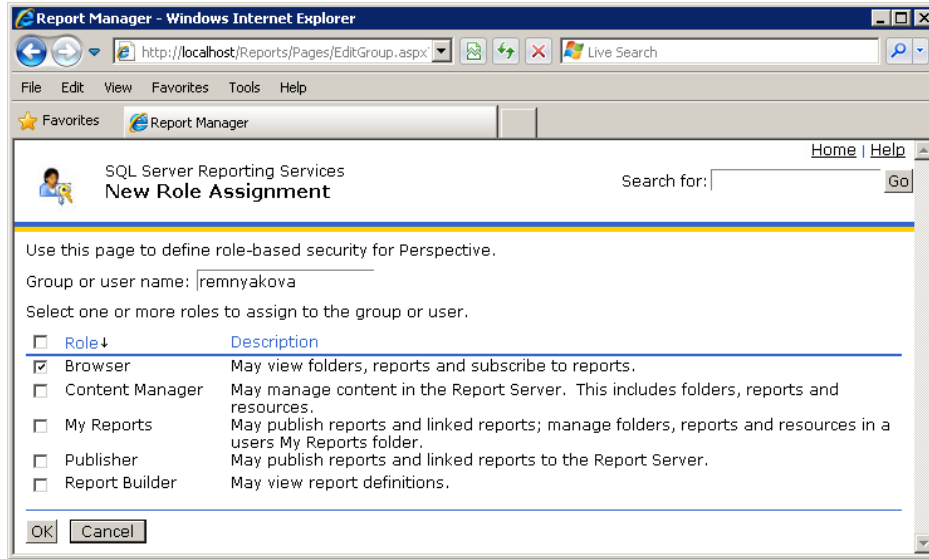 Report Manager - Windows Internet Explorer
http://localhost/Reports/Pages/EditGroup.aspx?
Live Search
File Edit View Favorites Tools Help
Favorites Report Manager
Home | Help
SQL Server Reporting Services
New Role Assignment
Search for: Go
Use this page to define role-based security for Perspective.
Group or user name: remnyakova
Select one or more roles to assign to the group or user.
Role↓ Description
Browser May view folders, reports and subscribe to reports.
Content Manager May manage content in the Report Server. This includes folders, reports and
resources.
My Reports May publish reports and linked reports; manage folders, reports and resources in a
users My Reports folder.
Publisher May publish reports and linked reports to the Report Server.
Report Builder May view report definitions.
OK Cancel